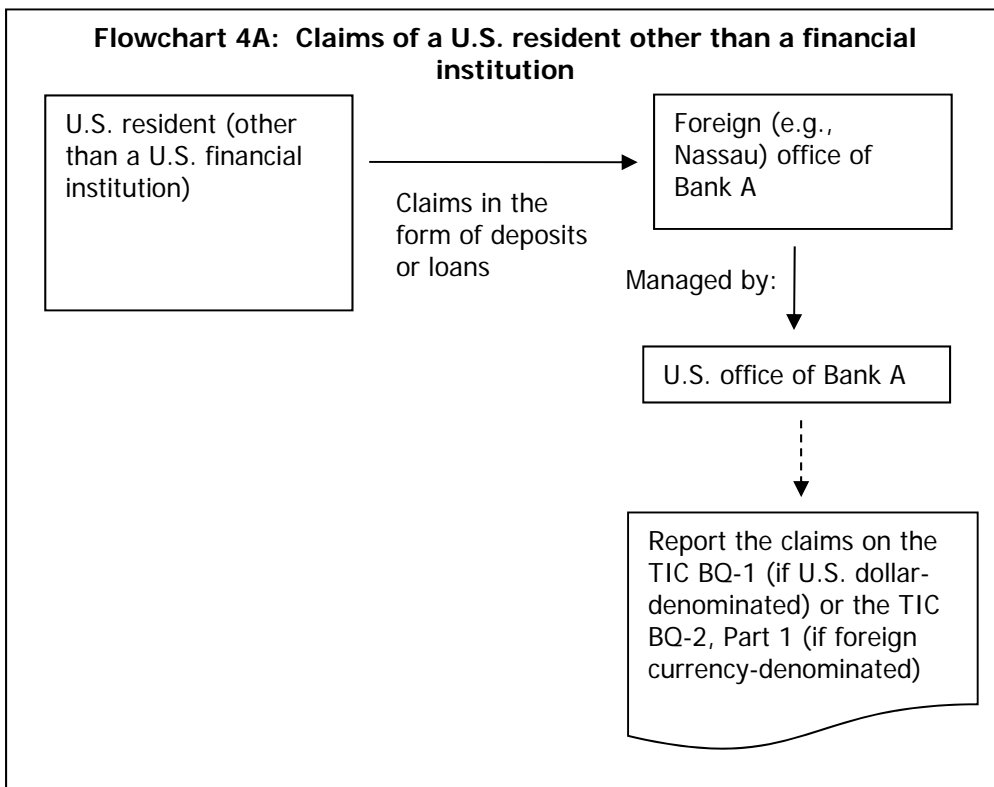 Flowchart 4A:  Claims of a U.S. resident other than a financial
institution
U.S. resident (other
than a U.S. financial
institution)
Claims in the
form of deposits
or loans
Foreign (e.g.,
Nassau) office of
Bank A
Managed by:
U.S. office of Bank A
Report the claims on the
TIC BQ-1 (if U.S. dollar-
denominated) or the TIC
BQ-2, Part 1 (if foreign
currency-denominated)